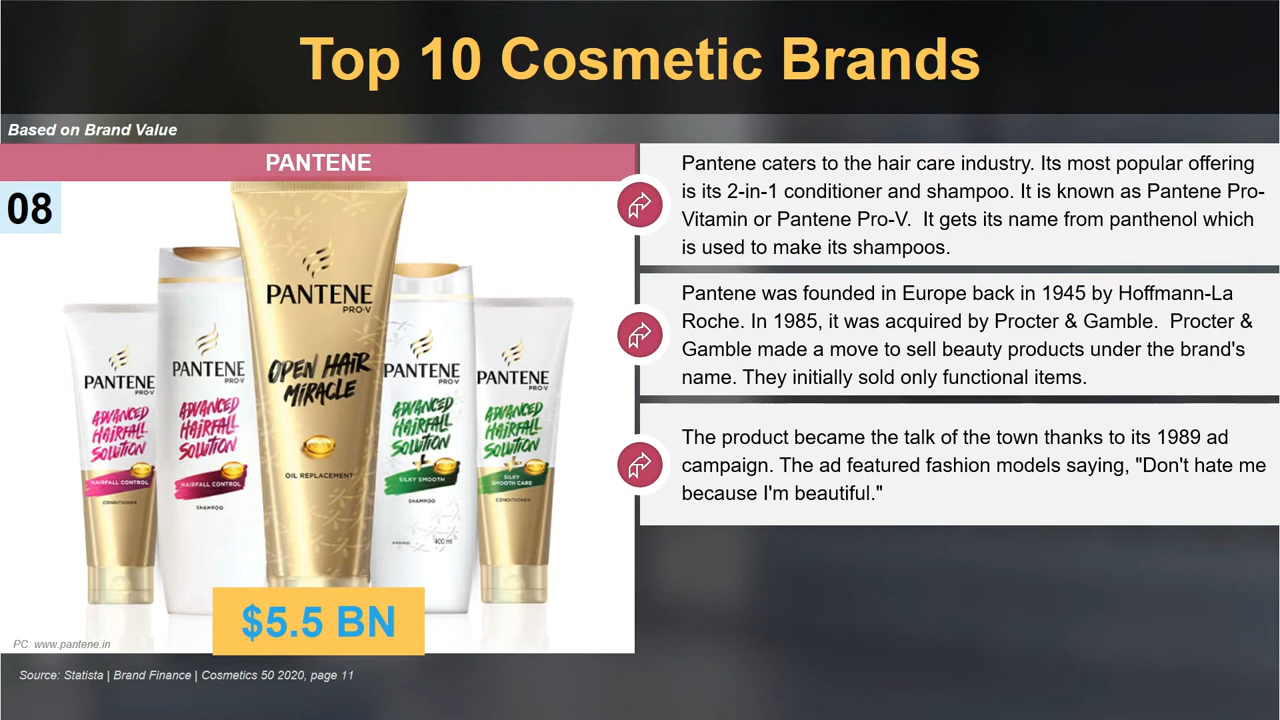 Top 10 Cosmetic Brands
Based on Brand Value
PANTENE
08
PANTENE
PRO-V
ADVANCED
HAIRFALL
SOLUTION
HAIRFALL CONTROL
CONDITIONER
PANTENE
PRO-V
ADVANCED
HAIRFALL
SOLUTION
HAIRFALL CONTROL
SHAMPOO
PANTENE
PRO-V
OPEN HAIR
MIRACLE
OIL REPLACEMENT
PANTENE
PRO-V
ADVANCED
HAIRFALL
SOLUTION
+
SILKY SMOOTH
SHAMPOO
400 ml
PANTENE
PRO-V
ADVANCED
HAIRFALL
SOLUTION
+
SILKY
SMOOTH CARE
CONDITIONER
$5.5 BN
PC: www.pantene.in
Source: Statista | Brand Finance | Cosmetics 50 2020, page 11
Pantene caters to the hair care industry. Its most popular offering
is its 2-in-1 conditioner and shampoo. It is known as Pantene Pro-
Vitamin or Pantene Pro-V.  It gets its name from panthenol which
is used to make its shampoos.
Pantene was founded in Europe back in 1945 by Hoffmann-La
Roche. In 1985, it was acquired by Procter & Gamble.  Procter &
Gamble made a move to sell beauty products under the brand's
name. They initially sold only functional items.
The product became the talk of the town thanks to its 1989 ad
campaign. The ad featured fashion models saying, "Don't hate me
because I'm beautiful."